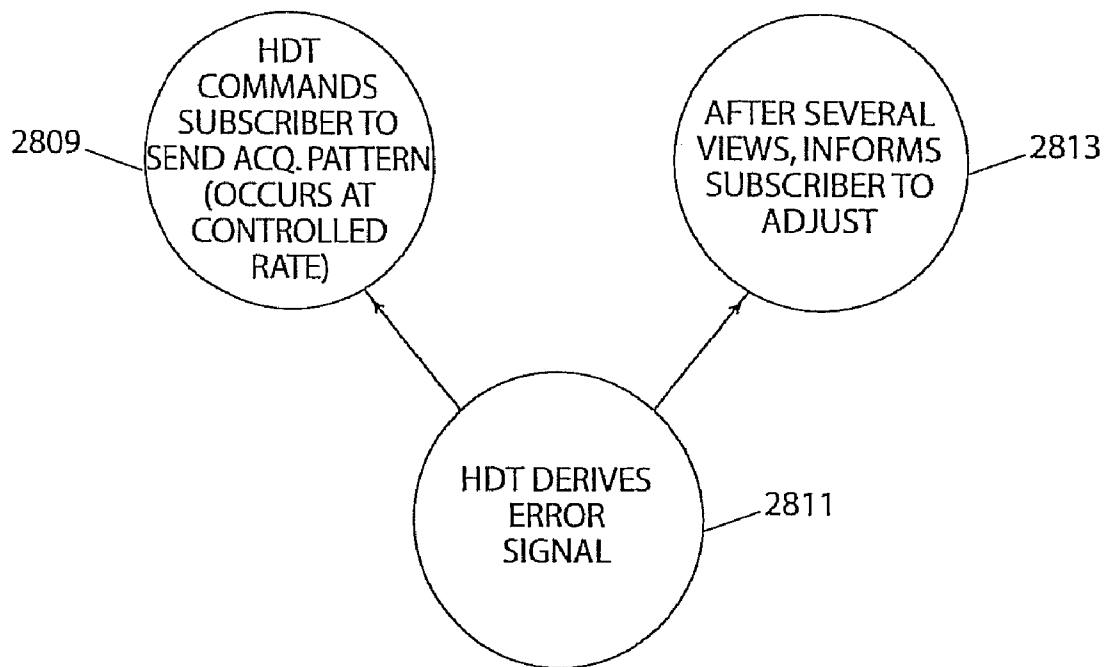 HDT
COMMANDS
SUBSCRIBER TO
SEND ACQ. PATTERN
(OCCURS AT
CONTROLLED
RATE)
2809
AFTER SEVERAL
VIEWS, INFORMS
SUBSCRIBER TO
ADJUST
2813
HDT DERIVES
ERROR
SIGNAL
2811